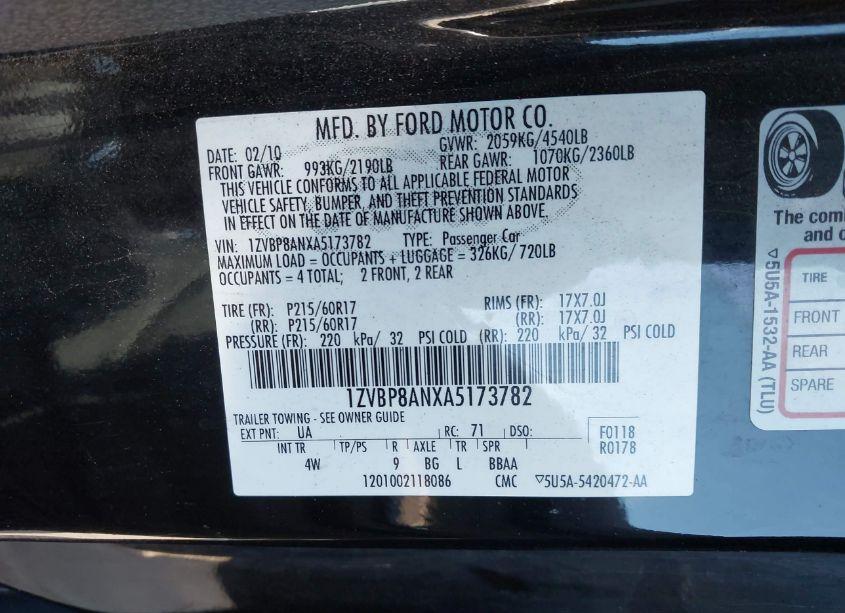 MFD. BY FORD MOTOR CO.
DATE: 02/10 GVWR: 2059KG/4540LB
FRONT GAWR: 993KG/2190LB REAR GAWR: 1070KG/2360LB
THIS VEHICLE CONFORMS TO ALL APPLICABLE FEDERAL MOTOR
VEHICLE SAFETY, BUMPER, AND THEFT PREVENTION STANDARDS
IN EFFECT ON THE DATE OF MANUFACTURE SHOWN ABOVE.
VIN: 1ZVBP8ANXA5173782 TYPE: Passenger Car
MAXIMUM LOAD = OCCUPANTS + LUGGAGE = 326KG/720LB
OCCUPANTS = 4 TOTAL; 2 FRONT, 2 REAR
TIRE (FR): P215/60R17 RIMS (FR): 17X7.0J
(RR): P215/60R17 (RR): 17X7.0J
PRESSURE (FR): 220 kPa/ 32 PSI COLD (RR): 220 kPa/ 32 PSI COLD
1ZVBP8ANXA5173782
TRAILER TOWING - SEE OWNER GUIDE
EXT PNT: UA RC: 71 DSO: F0118
R0178
INT TR TP/PS R AXLE TR SPR
4W 9 BG L BBAA
1201002118086 CMC ▽5U5A-5420472-AA
The com
and o
TIRE
FRONT
REAR
SPARE
▽5U5A-1532-AA (TLU)